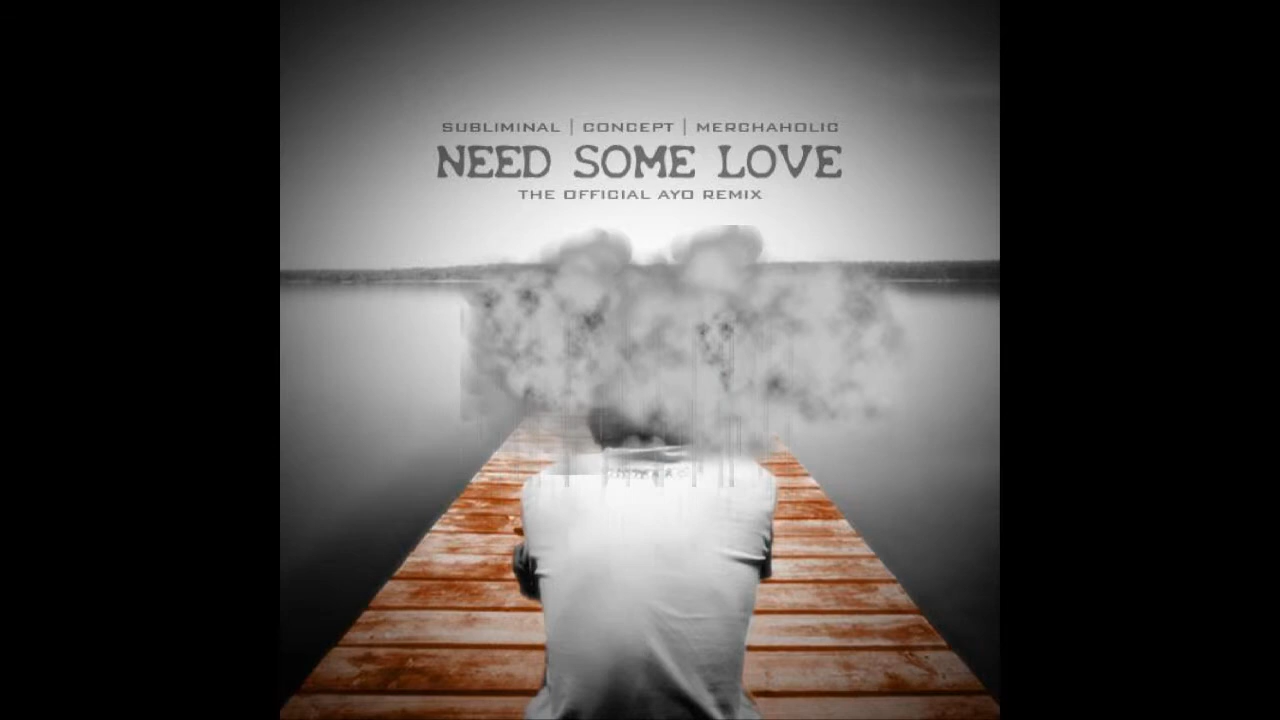 SUBLIMINAL | CONCEPT | MERCHAHOLIC
NEED SOME LOVE
THE OFFICIAL AYO REMIX